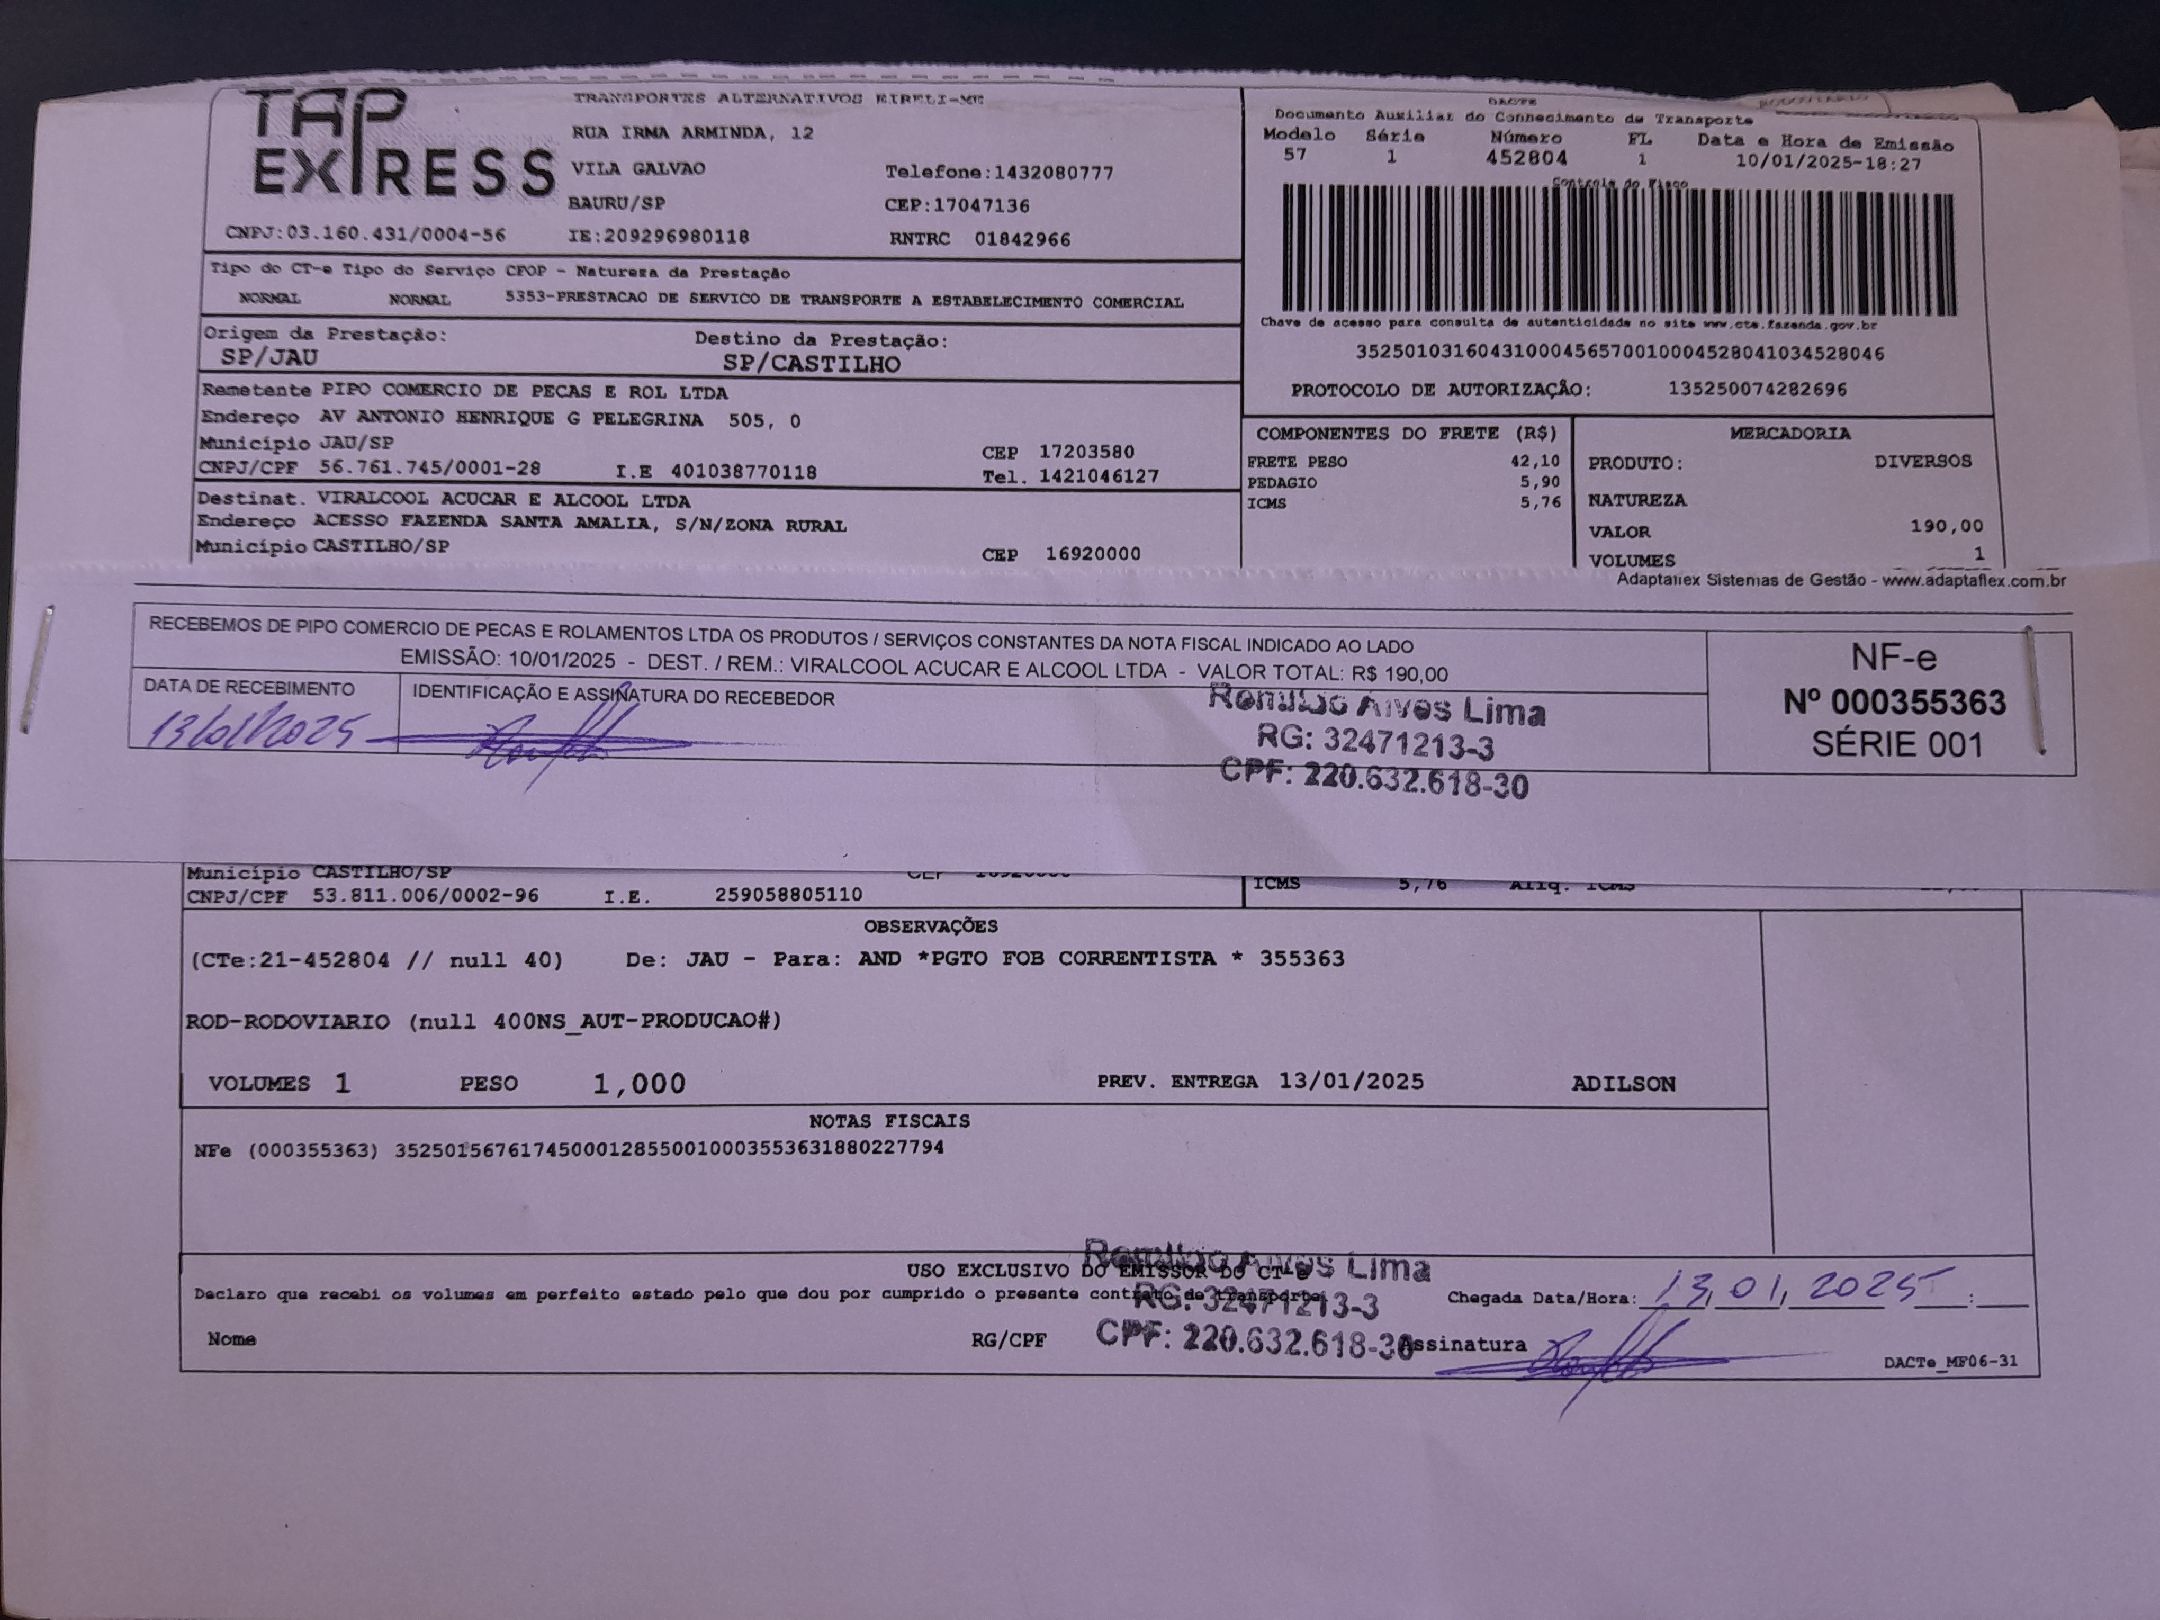 TAP EXPRESS
TRANSPORTES ALTERNATIVOS EIRELI-ME
RUA IRMA ARMINDA, 12
VILA GALVAO Telefone:1432080777
BAURU/SP CEP:17047136
CNPJ:03.160.431/0004-56 IE:209296980118 RNTRC 01842966
DACTE
Documento Auxiliar do Conhecimento de Transporte
Modelo Série Número FL Data e Hora de Emissão
57 1 452804 1 10/01/2025-18:27
Controle do Fisco
Chave de acesso para consulta de autenticidade no site www.cte.fazenda.gov.br
35250103160431000456570010004528041034528046
PROTOCOLO DE AUTORIZAÇÃO: 135250074282696
Tipo do CT-e Tipo do Serviço CFOP - Natureza da Prestação
NORMAL NORMAL 5353-PRESTACAO DE SERVICO DE TRANSPORTE A ESTABELECIMENTO COMERCIAL
Origem da Prestação: Destino da Prestação:
SP/JAU SP/CASTILHO
Remetente PIPO COMERCIO DE PECAS E ROL LTDA
Endereço AV ANTONIO HENRIQUE G PELEGRINA 505, 0
Município JAU/SP CEP 17203580
CNPJ/CPF 56.761.745/0001-28 I.E 401038770118 Tel. 1421046127
Destinat. VIRALCOOL ACUCAR E ALCOOL LTDA
Endereço ACESSO FAZENDA SANTA AMALIA, S/N/ZONA RURAL
Município CASTILHO/SP CEP 16920000
COMPONENTES DO FRETE (R$)
FRETE PESO 42,10
PEDAGIO 5,90
ICMS 5,76
MERCADORIA
PRODUTO: DIVERSOS
NATUREZA
VALOR 190,00
VOLUMES 1
Adaptaflex Sistemas de Gestão - www.adaptaflex.com.br
RECEBEMOS DE PIPO COMERCIO DE PECAS E ROLAMENTOS LTDA OS PRODUTOS / SERVIÇOS CONSTANTES DA NOTA FISCAL INDICADO AO LADO
EMISSÃO: 10/01/2025 - DEST. / REM.: VIRALCOOL ACUCAR E ALCOOL LTDA - VALOR TOTAL: R$ 190,00
DATA DE RECEBIMENTO IDENTIFICAÇÃO E ASSINATURA DO RECEBEDOR
13/01/2025
Romildo Alves Lima
RG: 32471213-3
CPF: 220.632.618-30
NF-e
Nº 000355363
SÉRIE 001
Município CASTILHO/SP CEP 16920000
CNPJ/CPF 53.811.006/0002-96 I.E. 259058805110
ICMS 5,76 Aliq. ICMS
OBSERVAÇÕES
(CTe:21-452804 // null 40) De: JAU - Para: AND *PGTO FOB CORRENTISTA * 355363
ROD-RODOVIARIO (null 400NS_AUT-PRODUCAO#)
VOLUMES 1 PESO 1,000 PREV. ENTREGA 13/01/2025 ADILSON
NOTAS FISCAIS
NFe (000355363) 35250156761745000128550010003553631880227794
USO EXCLUSIVO DO EMISSOR DO CT-e
Declaro que recebi os volumes em perfeito estado pelo que dou por cumprido o presente contrato de transporte
Chegada Data/Hora: 13, 01, 2025 :
Nome RG/CPF Assinatura
Romildo Alves Lima
RG: 32471213-3
CPF: 220.632.618-30
DACTe_MF06-31